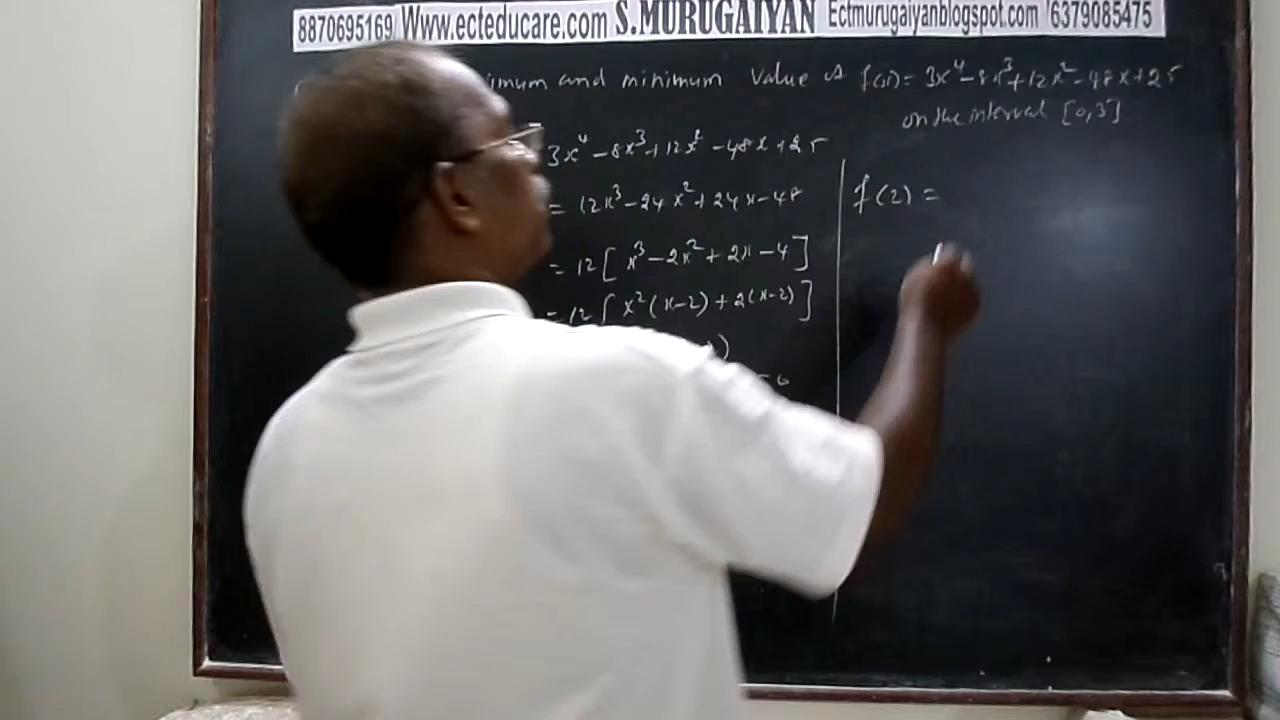 8870695169 Www.ecteducare.com S.MURUGAIYAN Ectmurugaiyanblogspot.com '6379085475
imum and minimum value of f(x) = 3x⁴ - 8x³ + 12x² - 48x + 25
on the interval [0,3]
3x⁴ - 8x³ + 12x² - 48x + 25
= 12x³ - 24x² + 24x - 48
= 12[x³ - 2x² + 2x - 4]
= 12[x²(x-2) + 2(x-2)]
)
f(2) =